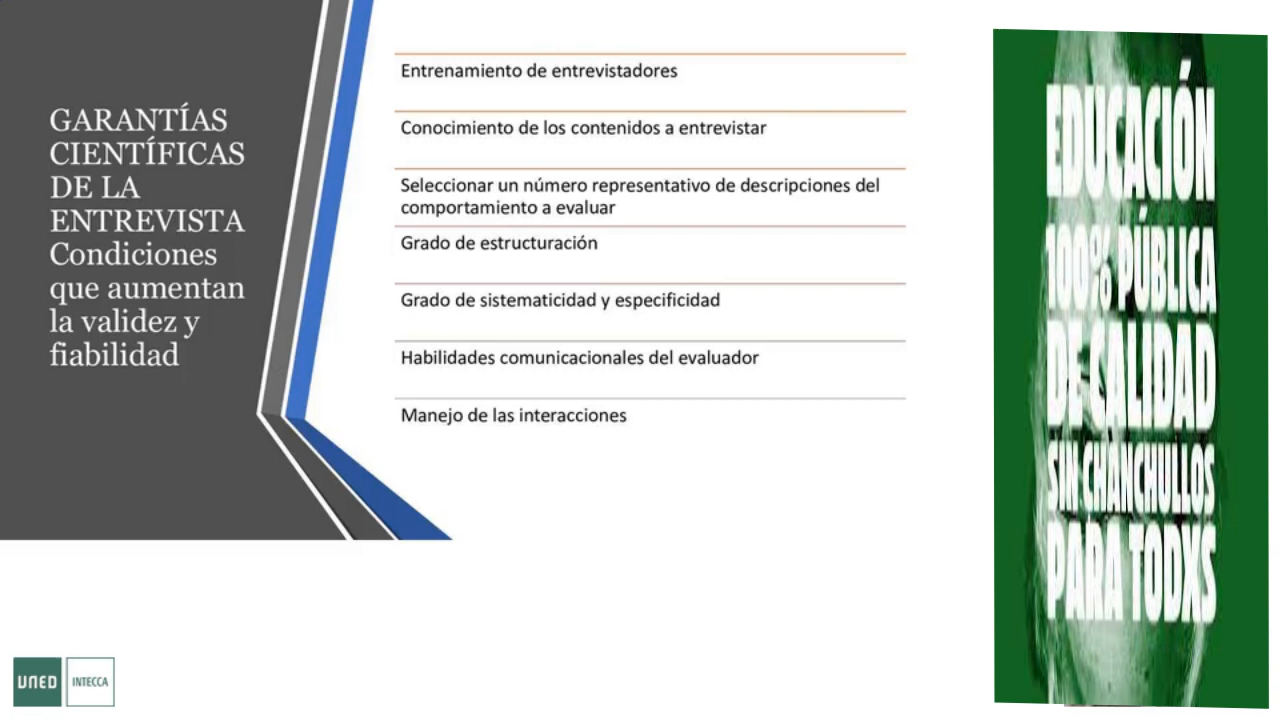 GARANTÍAS
CIENTÍFICAS
DE LA
ENTREVISTA
Condiciones
que aumentan
la validez y
fiabilidad
Entrenamiento de entrevistadores
Conocimiento de los contenidos a entrevistar
Seleccionar un número representativo de descripciones del
comportamiento a evaluar
Grado de estructuración
Grado de sistematicidad y especificidad
Habilidades comunicacionales del evaluador
Manejo de las interacciones
EDUCACIÓN
100% PÚBLICA
DE CALIDAD
SIN CHANCHULLOS
PARA TODXS
UNED
INTECCA